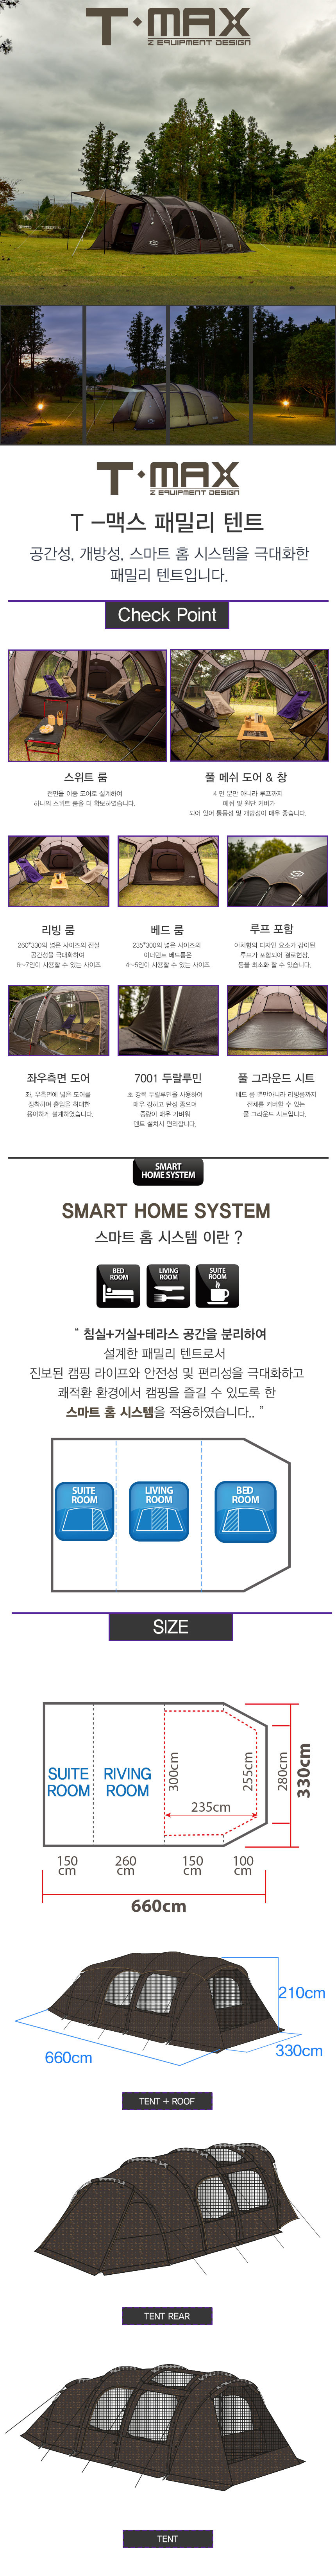 T·MAX
Z EQUIPMENT DESIGN
T·MAX
Z EQUIPMENT DESIGN
T -맥스 패밀리 텐트
공간성, 개방성, 스마트 홈 시스템을 극대화한
패밀리 텐트입니다.
Check Point
스위트 룸
전면을 이중 도어로 설계하여
하나의 스위트 룸을 더 확보하였습니다.
풀 메쉬 도어 & 창
4 면 뿐만 아니라 루프까지
메쉬 및 원단 커버가
되어 있어 통풍성 및 개방성이 매우 좋습니다.
리빙 룸
260*330의 넓은 사이즈의 전실
공간성을 극대화하여
6~7인이 사용할 수 있는 사이즈
베드 룸
235*300의 넓은 사이즈의
이너텐트 베드룸은
4~5인이 사용할 수 있는 사이즈
루프 포함
아치형의 디자인 요소가 감미된
루프가 포함되어 결로현상,
등을 최소화 할 수 있습니다.
좌우측면 도어
좌, 우측면에 넓은 도어를
장착하여 출입을 최대한
용이하게 설계하였습니다.
7001 두랄루민
초 강력 두랄루민을 사용하여
매우 강하고 탄성 좋으며
중량이 매우 가벼워
텐트 설치시 편리합니다.
풀 그라운드 시트
베드 룸 뿐만아니라 리빙룸까지
전체를 커버할 수 있는
풀 그라운드 시트입니다.
SMART
HOME SYSTEM
SMART HOME SYSTEM
스마트 홈 시스템 이란 ?
BED
ROOM
LIVING
ROOM
SUITE
ROOM
“ 침실+거실+테라스 공간을 분리하여
설계한 패밀리 텐트로서
진보된 캠핑 라이프와 안전성 및 편리성을 극대화하고
쾌적환 환경에서 캠핑을 즐길 수 있도록 한
스마트 홈 시스템을 적용하였습니다.. ”
SUITE
ROOM
LIVING
ROOM
BED
ROOM
SIZE
SUITE
ROOM
RIVING
ROOM
300cm
235cm
255cm
280cm
330cm
150
cm
260
cm
150
cm
100
cm
660cm
210cm
660cm
330cm
TENT + ROOF
TENT REAR
TENT